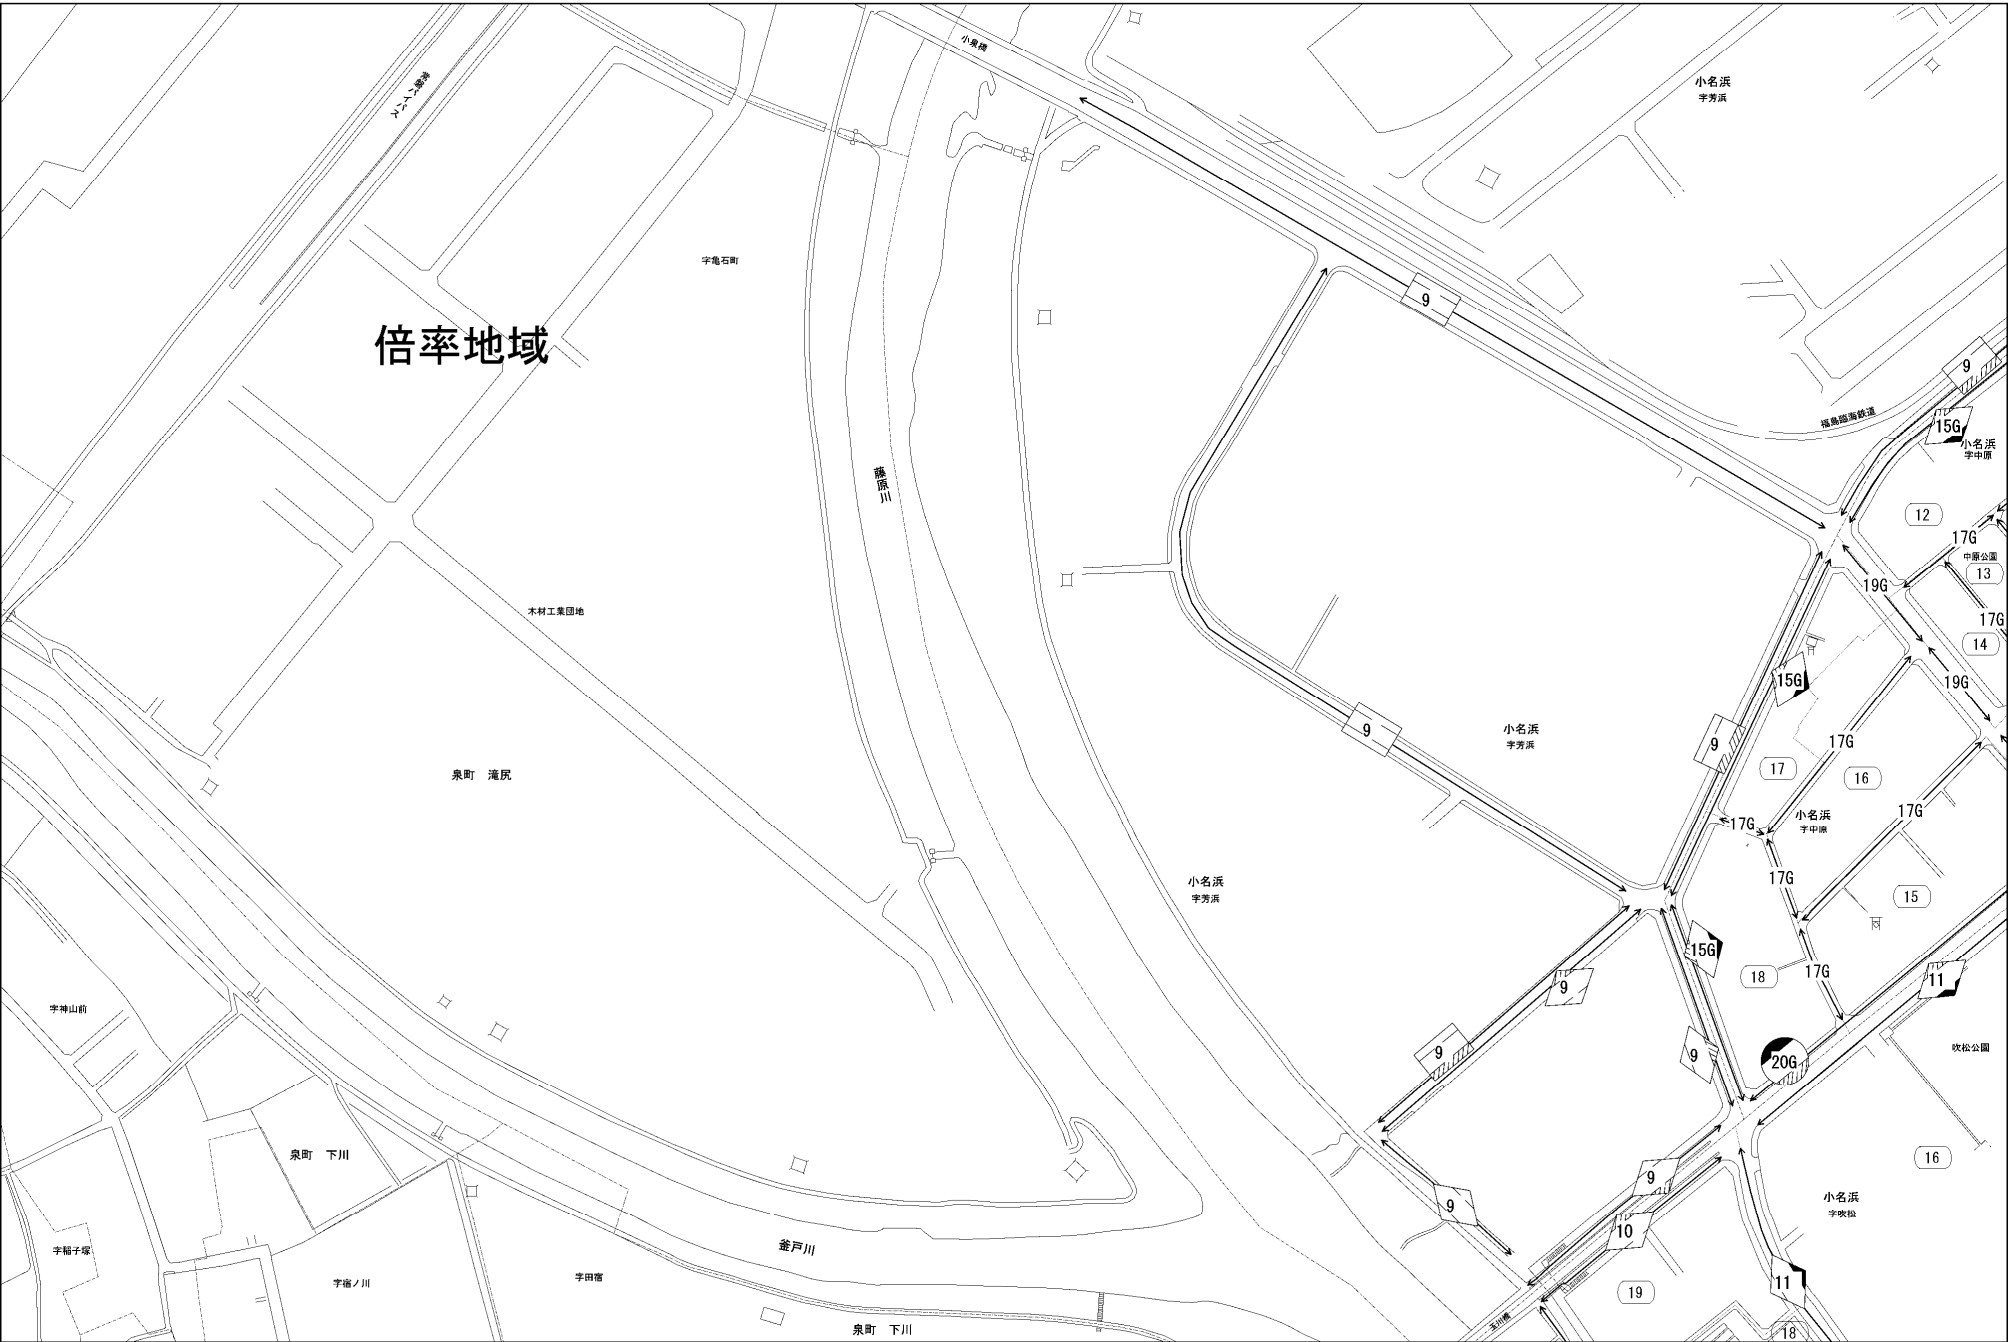 小泉橋
常磐バイパス
小名浜
字芳浜
字亀石町
倍率地域
9
9
福島臨海鉄道
15G
小名浜
字中原
藤原川
12
17G
中原公園
13
19G
17G
14
木材工業団地
15G
19G
9
小名浜
字芳浜
9
17G
17
16
泉町 滝尻
17G
小名浜
字中原
17G
17G
小名浜
字芳浜
15
15G
18
17G
11
9
字神山前
9
9
20G
吹松公園
泉町 下川
16
9
9
小名浜
字吹松
10
字稲子塚
釜戸川
字宿ノ川
字田宿
11
19
玉川橋
泉町 下川
18